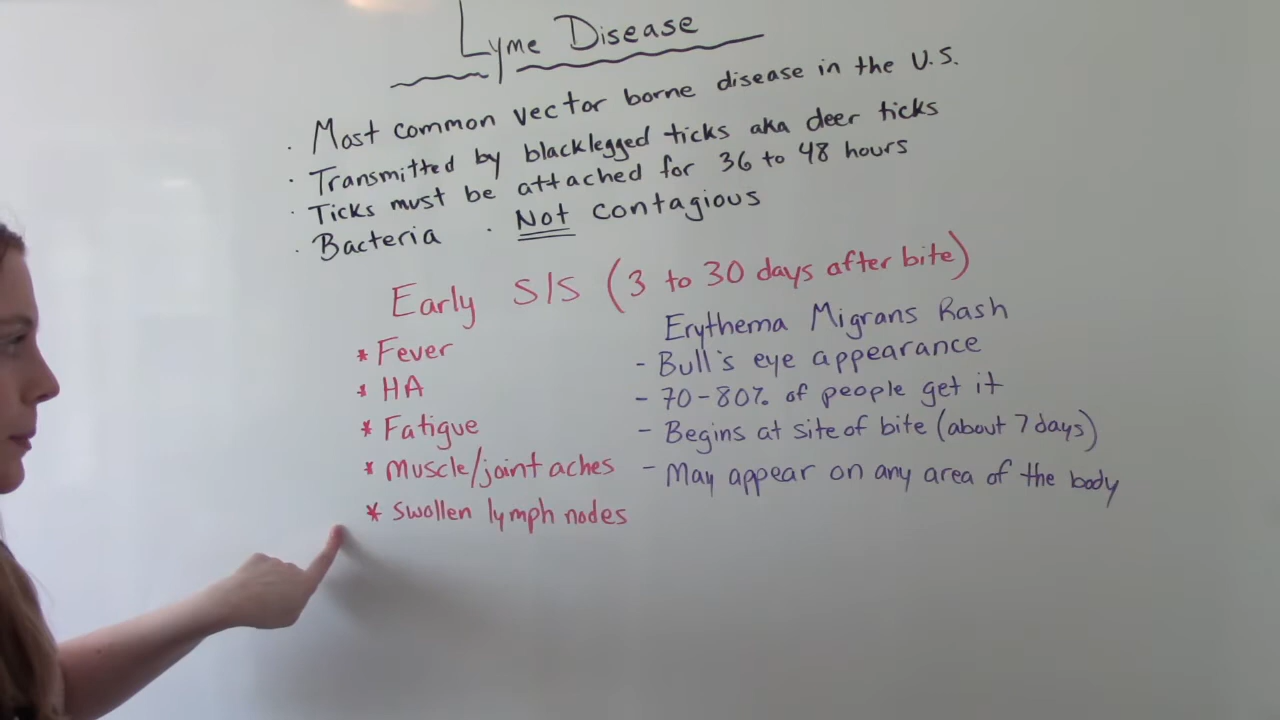 Lyme Disease
· Most common vector borne disease in the U.S.
· Transmitted by blacklegged ticks aka deer ticks
· Ticks must be attached for 36 to 48 hours
· Bacteria · Not contagious
Early S/S (3 to 30 days after bite)
* Fever
* HA
* Fatigue
* Muscle/joint aches
* Swollen lymph nodes
Erythema Migrans Rash
- Bull's eye appearance
- 70-80% of people get it
- Begins at site of bite (about 7 days)
- May appear on any area of the body